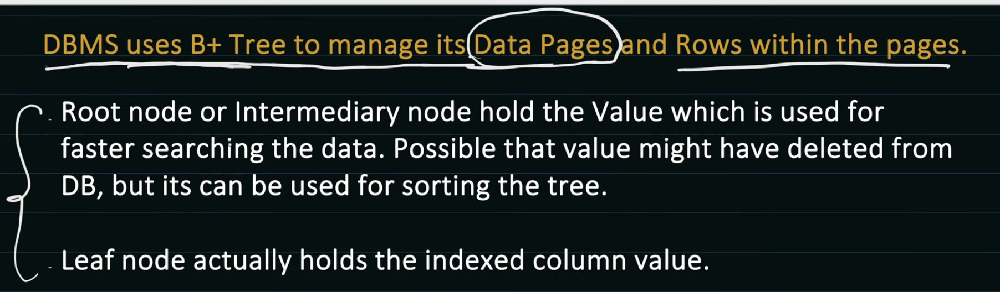 DBMS uses B+ Tree to manage its Data Pages and Rows within the pages.
- Root node or Intermediary node hold the Value which is used for
faster searching the data. Possible that value might have deleted from
DB, but its can be used for sorting the tree.
- Leaf node actually holds the indexed column value.